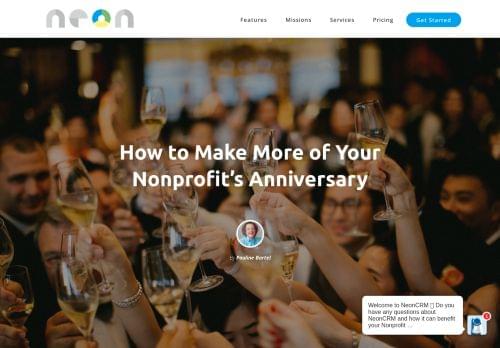 neon
Features
Missions
Services
Pricing
Get Started
How to Make More of Your
Nonprofit's Anniversary
by Pauline Bartel
Welcome to NeonCRM Do you
have any questions about
NeonCRM and how it can benefit
your Nonprofit ...
1